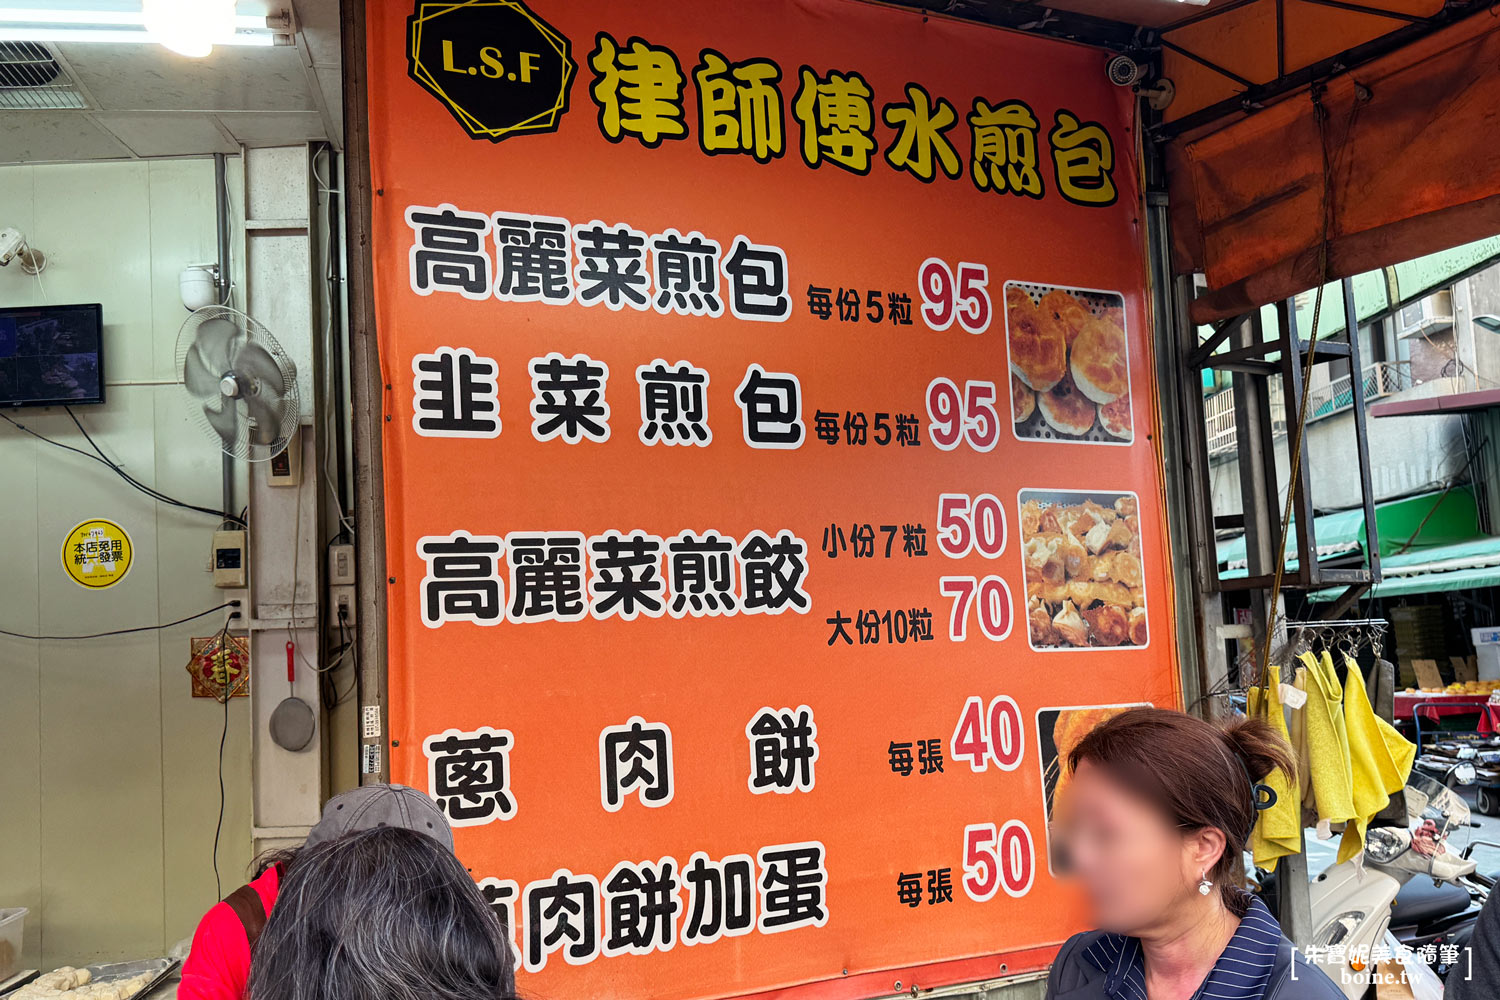 L.S.F
律師傅水煎包
高麗菜煎包 每份5粒 95
韭菜煎包 每份5粒 95
高麗菜煎餃 小份7粒 50
大份10粒 70
蔥肉餅 每張 40
肉餅加蛋 每張 50
本店免用
統一發票
春
[朱寶妮美食隨筆]
boine.tw